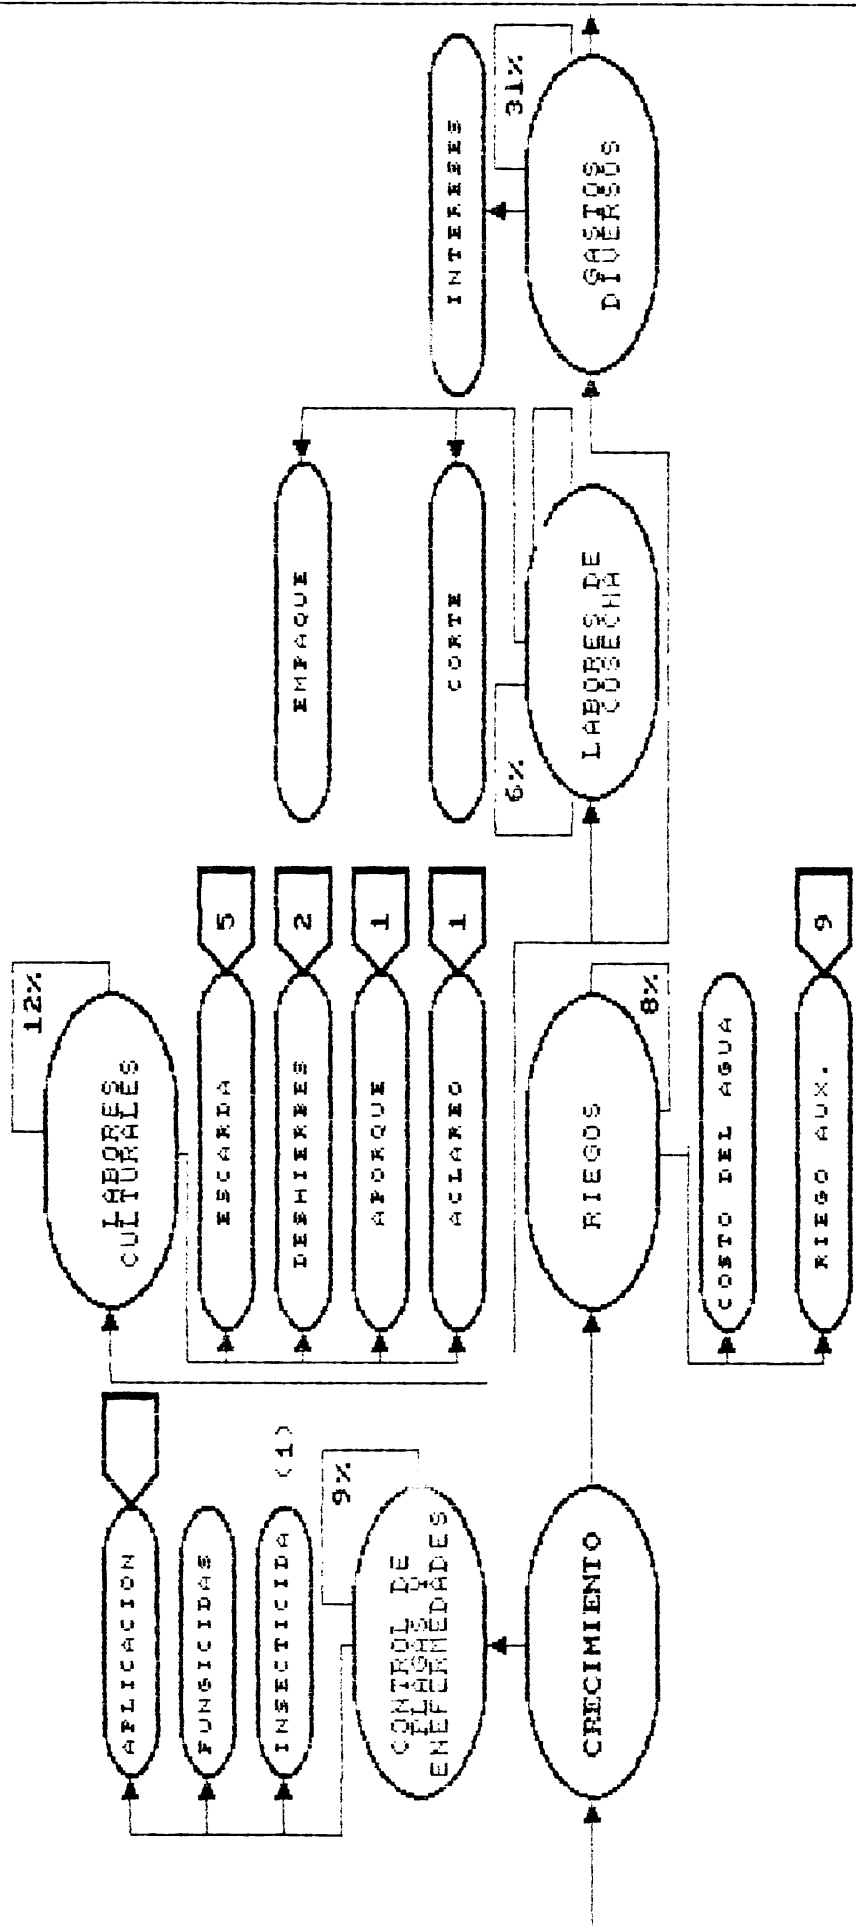 APLICACION
FUNGICIDAS
INSECTICIDA (1)
9%
CONTROL DE
PLAGAS Y
ENEFERMEDADES
CRECIMIENTO
12%
LABORES
CULTURALES
ESCARDA 5
DESHIERBES 2
APORQUE 1
ACLAREO 1
RIEGOS
8%
COSTO DEL AGUA
RIEGO AUX. 9
EMPAQUE
CORTE
6%
LABORES DE
COSECHA
INTERESES
31%
GASTOS
DIVERSOS